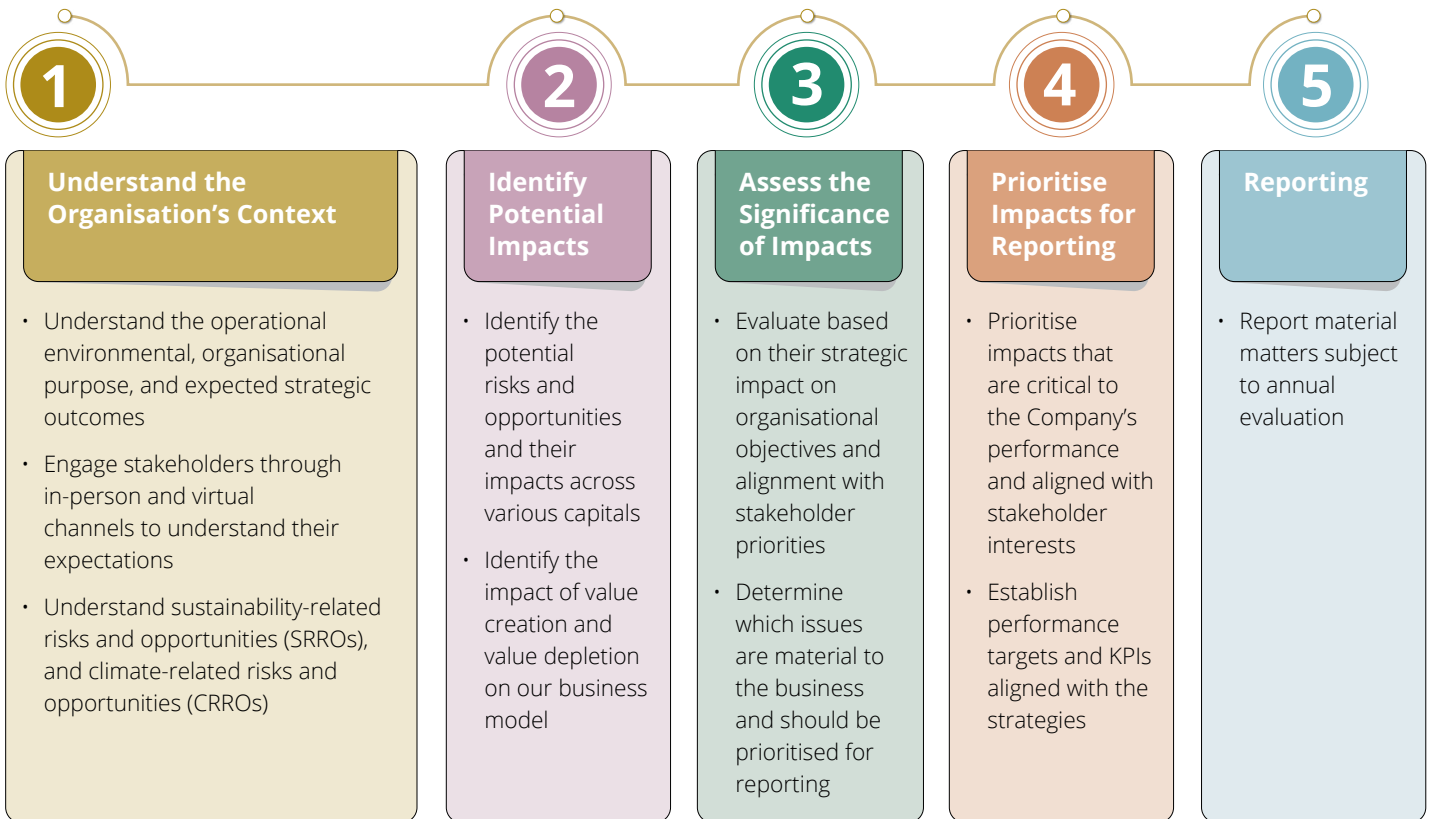 1
Understand the
Organisation's Context
• Understand the operational
environmental, organisational
purpose, and expected strategic
outcomes
• Engage stakeholders through
in-person and virtual
channels to understand their
expectations
• Understand sustainability-related
risks and opportunities (SRROs),
and climate-related risks and
opportunities (CRROs)
2
Identify
Potential
Impacts
• Identify the
potential
risks and
opportunities
and their
impacts across
various capitals
• Identify the
impact of value
creation and
value depletion
on our business
model
3
Assess the
Significance
of Impacts
• Evaluate based
on their strategic
impact on
organisational
objectives and
alignment with
stakeholder
priorities
• Determine
which issues
are material to
the business
and should be
prioritised for
reporting
4
Prioritise
Impacts for
Reporting
• Prioritise
impacts that
are critical to
the Company's
performance
and aligned with
stakeholder
interests
• Establish
performance
targets and KPIs
aligned with the
strategies
5
Reporting
• Report material
matters subject
to annual
evaluation